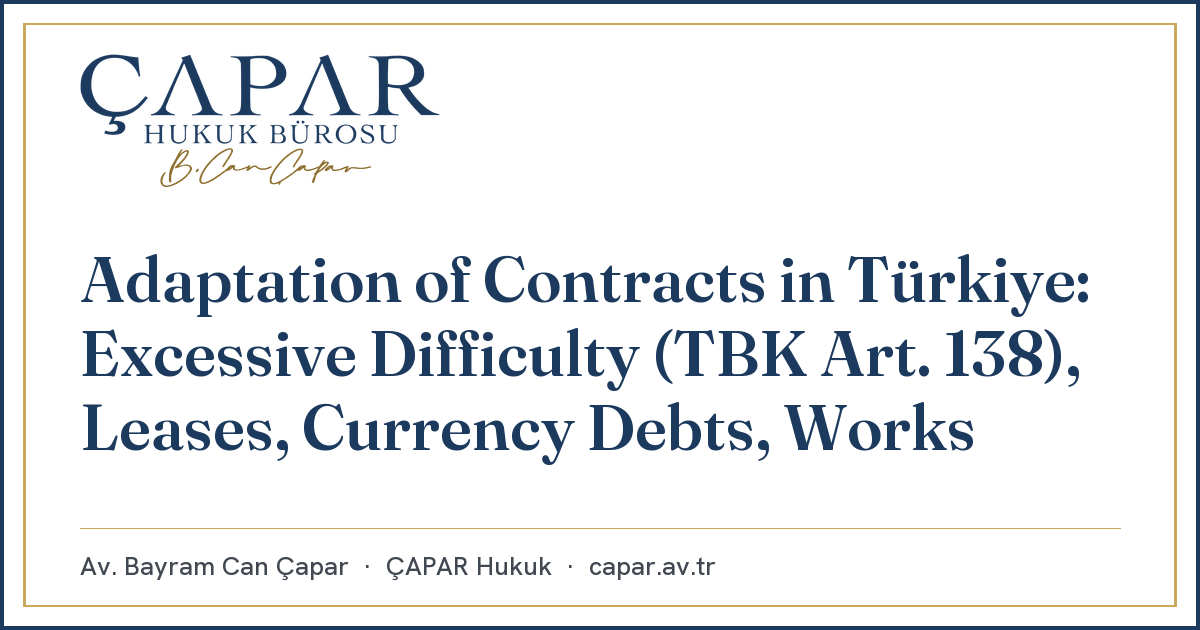 ÇAPAR
HUKUK BÜROSU
B.Can Çapar
Adaptation of Contracts in Türkiye:
Excessive Difficulty (TBK Art. 138),
Leases, Currency Debts, Works
Av. Bayram Can Çapar · ÇAPAR Hukuk · capar.av.tr